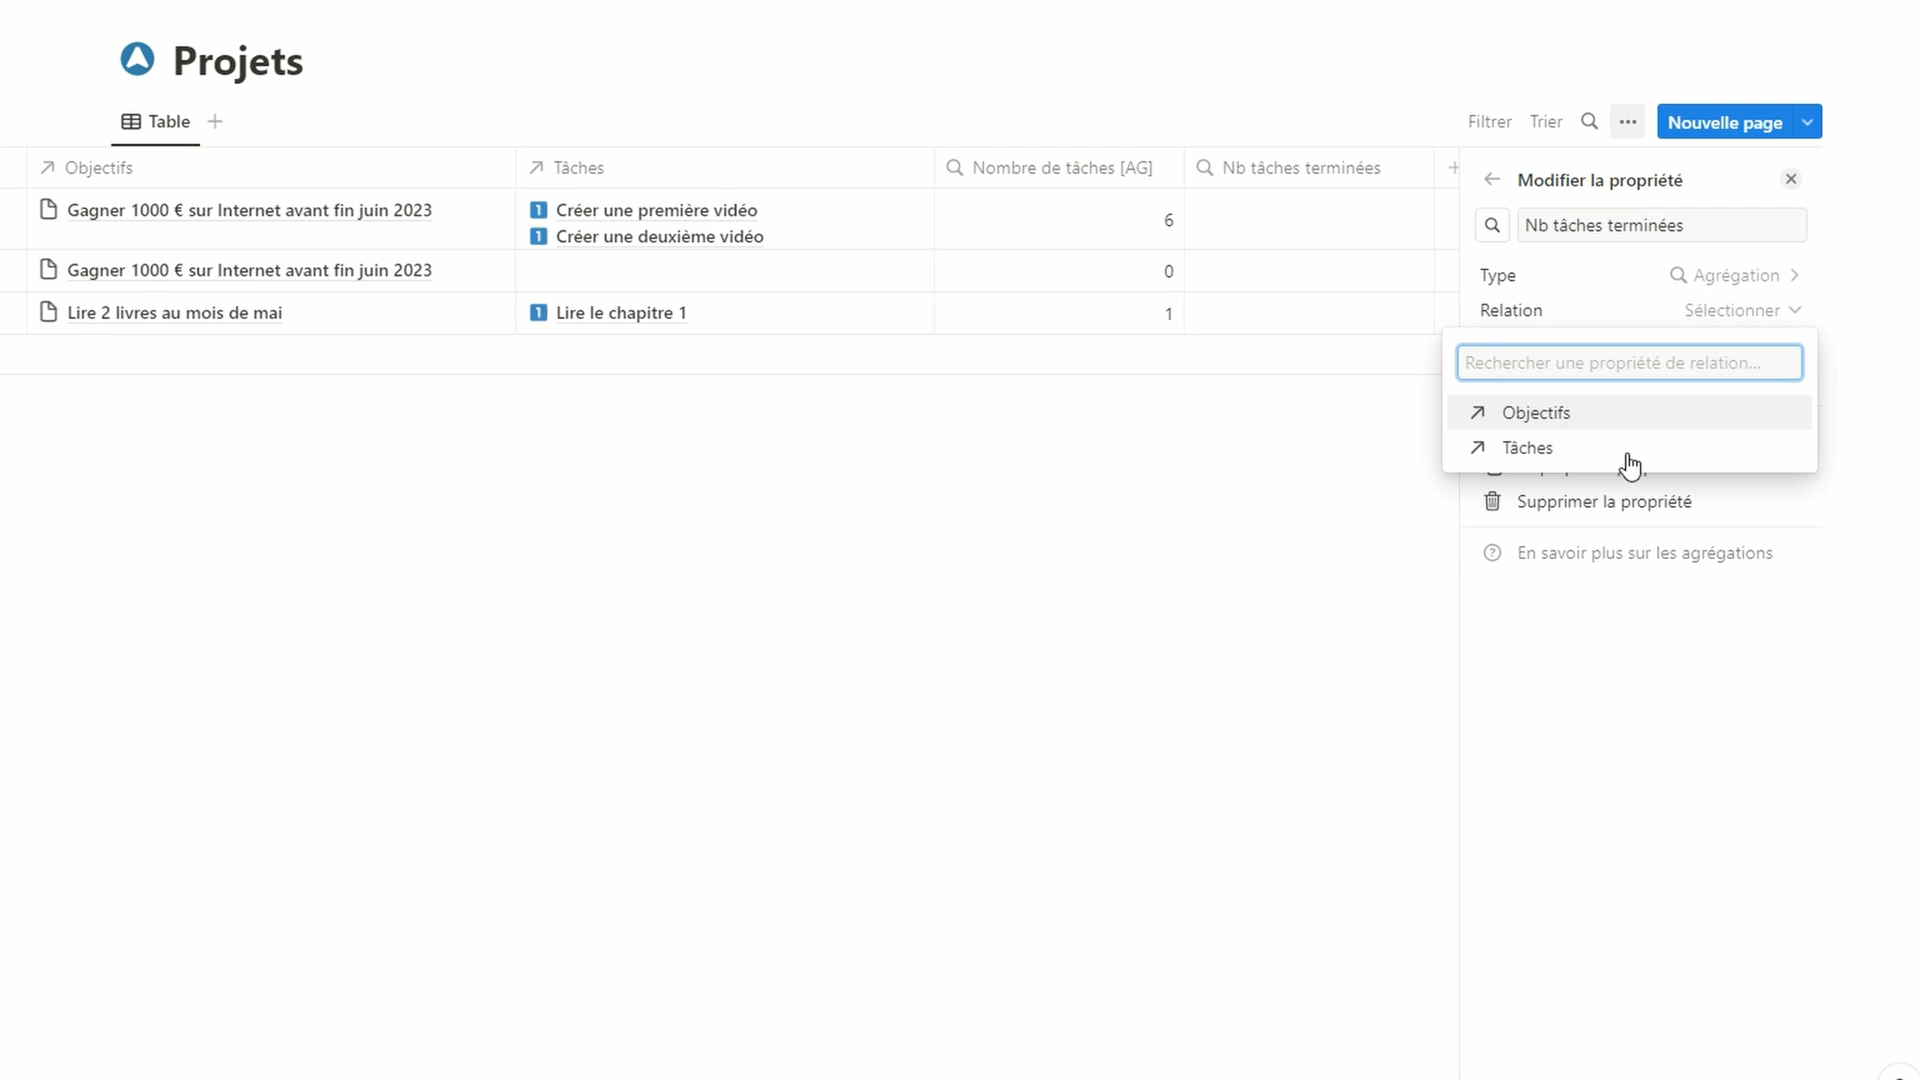 Projets
Table
Filtrer
Trier
Nouvelle page
Objectifs
Tâches
Nombre de tâches [AG]
Nb tâches terminées
Gagner 1000 € sur Internet avant fin juin 2023
1 Créer une première vidéo
1 Créer une deuxième vidéo
6
Gagner 1000 € sur Internet avant fin juin 2023
0
Lire 2 livres au mois de mai
1 Lire le chapitre 1
1
Modifier la propriété
Nb tâches terminées
Type
Agrégation
Relation
Sélectionner
Rechercher une propriété de relation...
Objectifs
Tâches
Supprimer la propriété
En savoir plus sur les agrégations